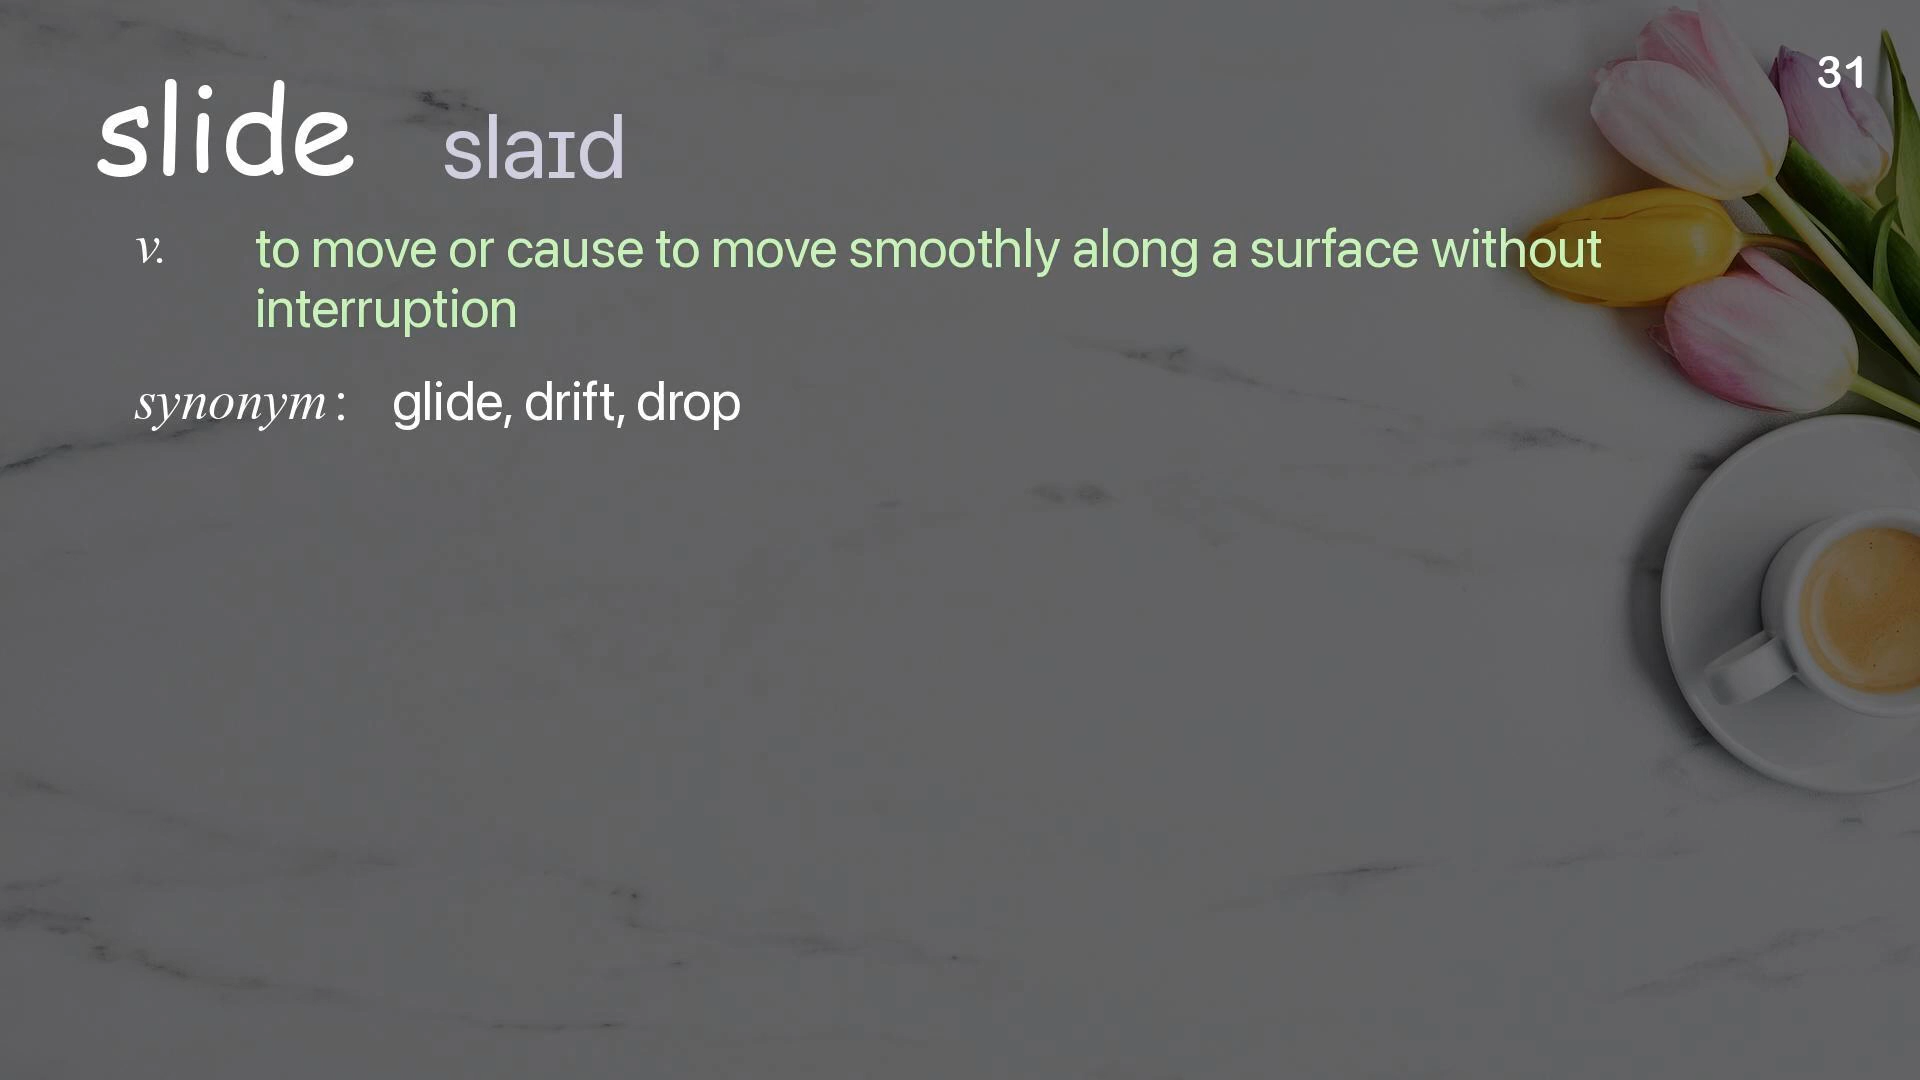 31
slide slaɪd
v. to move or cause to move smoothly along a surface without
interruption
synonym: glide, drift, drop